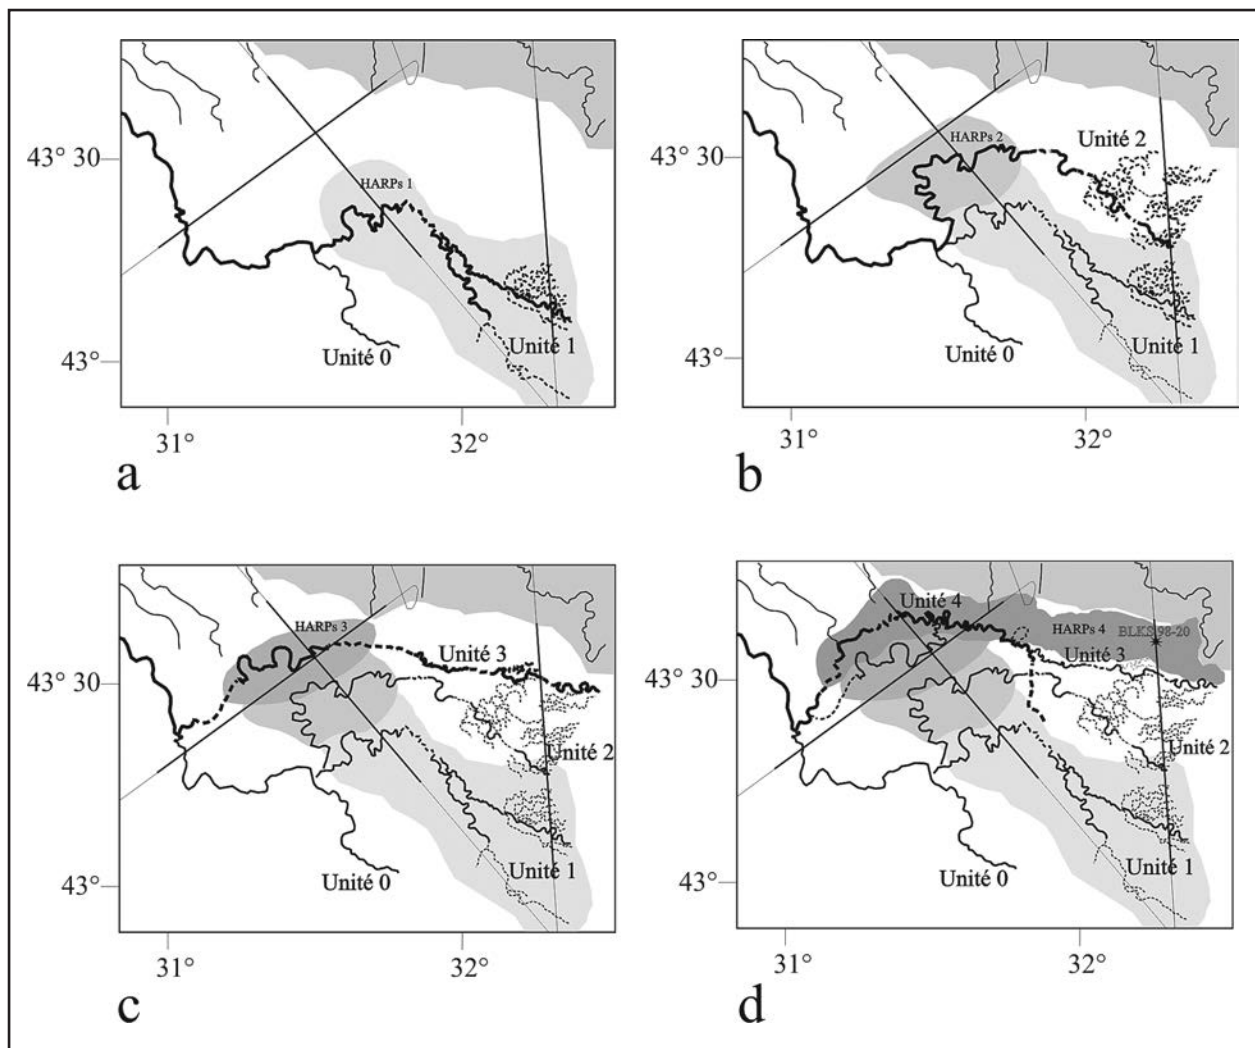 43° 30
HARPs 1
Unité 0
Unité 1
43°
31°
32°
a
43° 30
HARPs 2
Unité 2
Unité 0
Unité 1
43°
31°
32°
b
HARPs 3
Unité 3
43° 30
Unité 2
Unité 0
Unité 1
43°
31°
32°
c
Unité 4
HARPs 4
BLKS 98-20
Unité 3
43° 30
Unité 2
Unité 0
Unité 1
43°
31°
32°
d